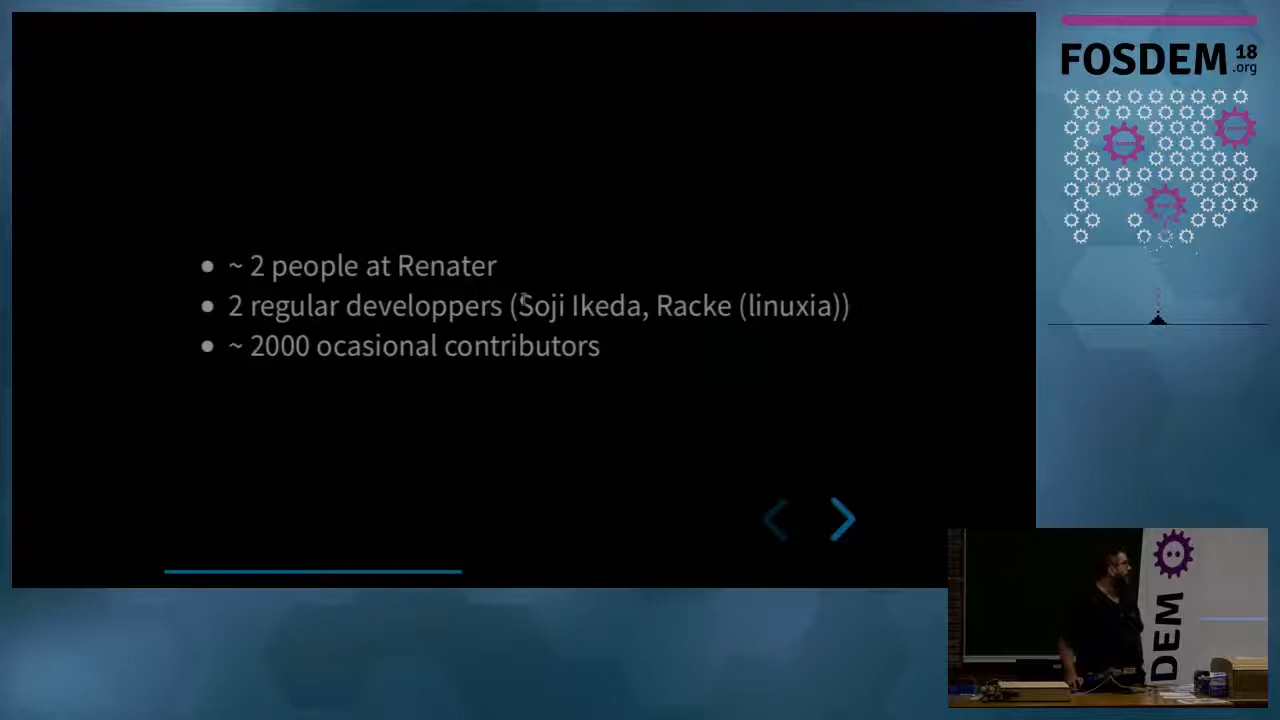 FOSDEM 18
.org
~ 2 people at Renater
2 regular developpers (Soji Ikeda, Racke (linuxia))
~ 2000 ocasional contributors
DEM